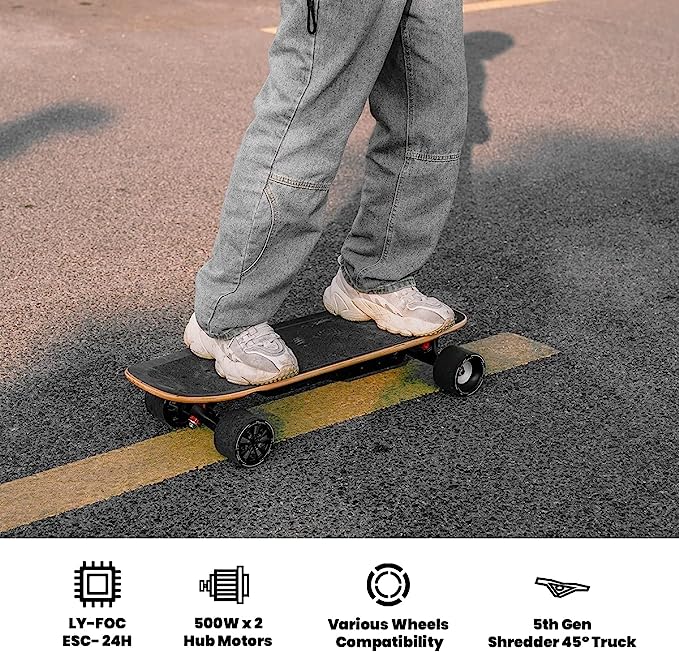 LY-FOC
ESC- 24H
500W x 2
Hub Motors
Various Wheels
Compatibility
5th Gen
Shredder 45° Truck